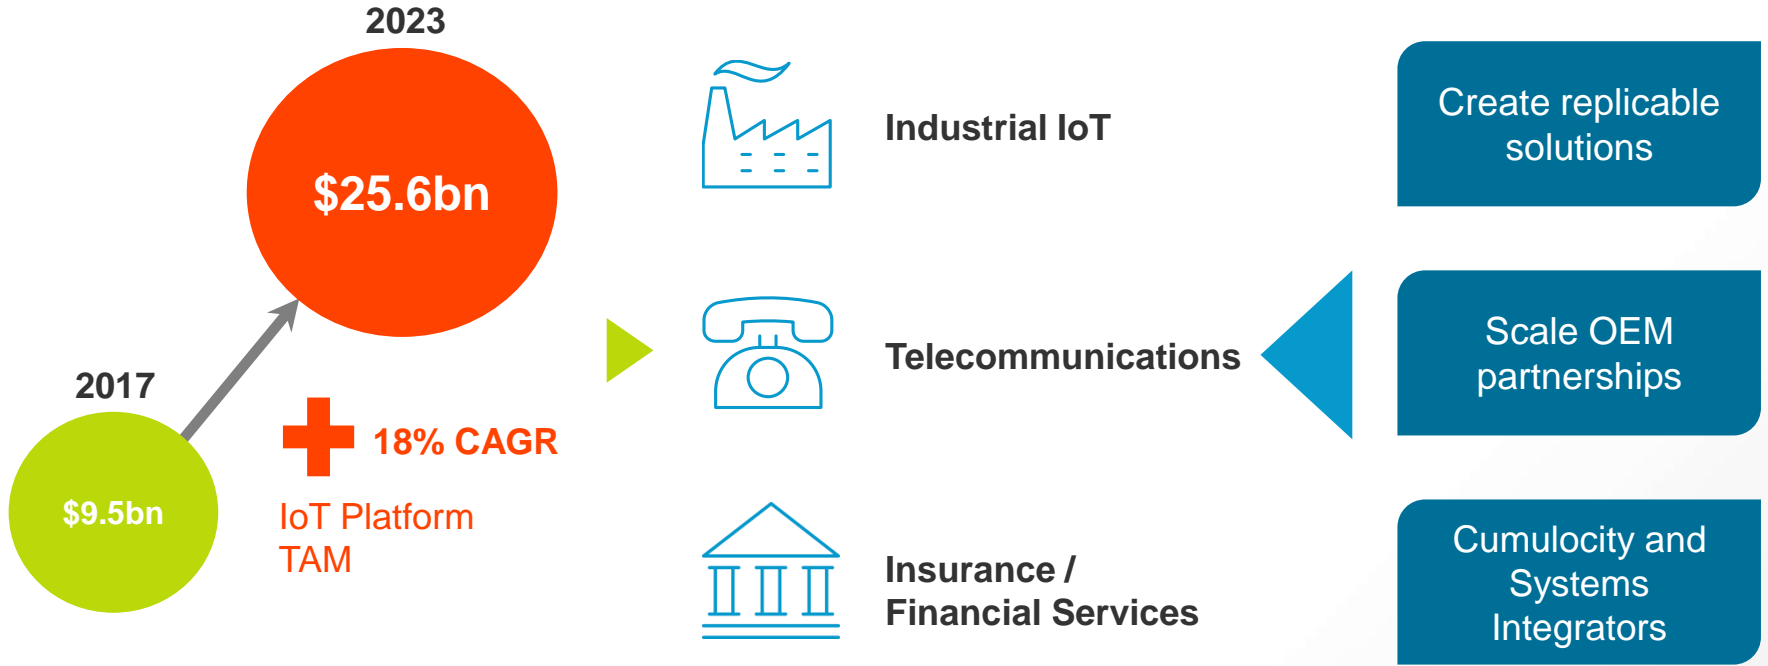 2023
$25.6bn
2017
$9.5bn
18% CAGR
IoT Platform
TAM
Industrial IoT
Telecommunications
Insurance /
Financial Services
Create replicable
solutions
Scale OEM
partnerships
Cumulocity and
Systems
Integrators